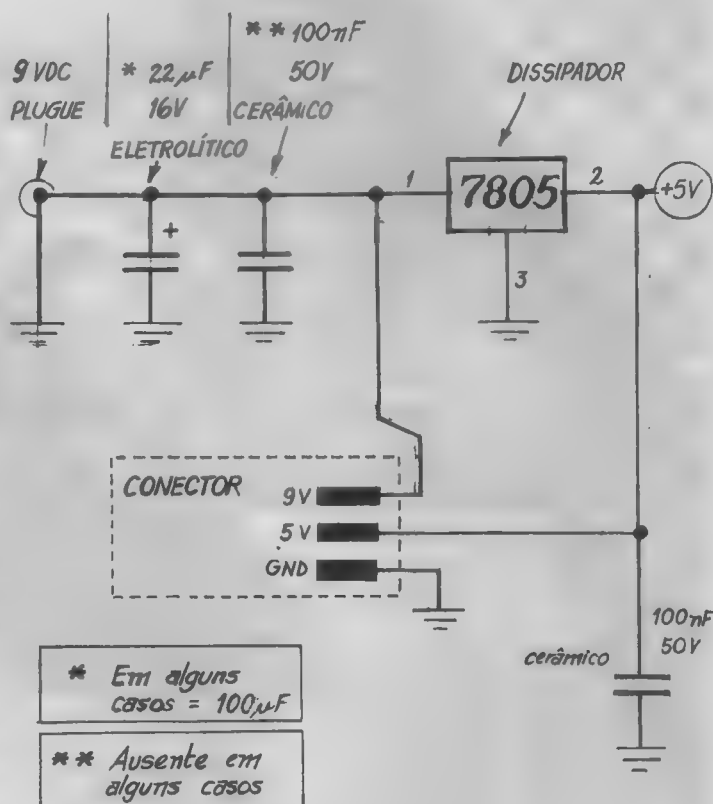 9 VDC
PLUGUE
* 22µF
16V
ELETROLÍTICO
** 100nF
50V
CERÂMICO
DISSIPADOR
1
7805
2
+5V
+
3
CONECTOR
9V
5V
GND
100nF
50V
cerâmico
* Em alguns
casos = 100µF
** Ausente em
alguns casos